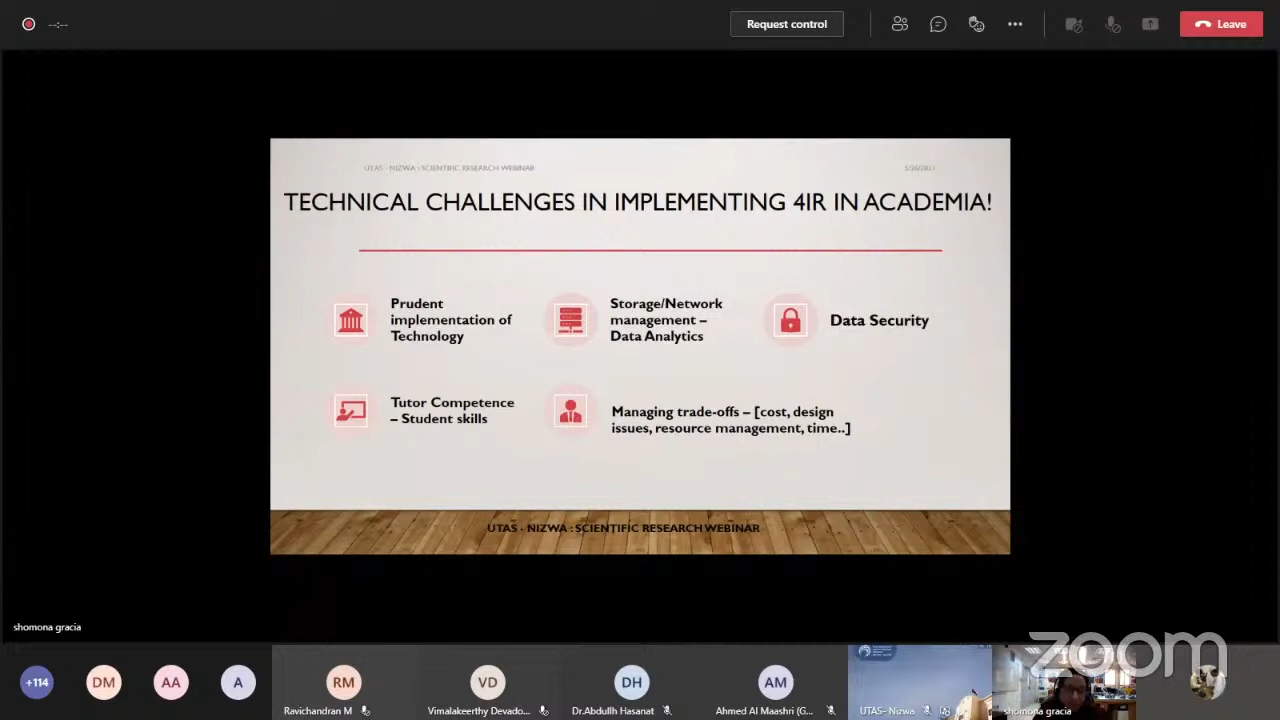 --:--
Request control
Leave
UTAS - NIZWA : SCIENTIFIC RESEARCH WEBINAR
TECHNICAL CHALLENGES IN IMPLEMENTING 4IR IN ACADEMIA!
Prudent
implementation of
Technology
Storage/Network
management –
Data Analytics
Data Security
Tutor Competence
– Student skills
Managing trade-offs – [cost, design
issues, resource management, time..]
UTAS - NIZWA : SCIENTIFIC RESEARCH WEBINAR
shomona gracia
zoom
+114
DM
AA
A
RM
VD
DH
AM
Ravichandran M
Vimalakeerthy Devado...
Dr.Abdullh Hasanat
Ahmed Al Maashri (G...
UTAS- Nizwa
shomona gracia